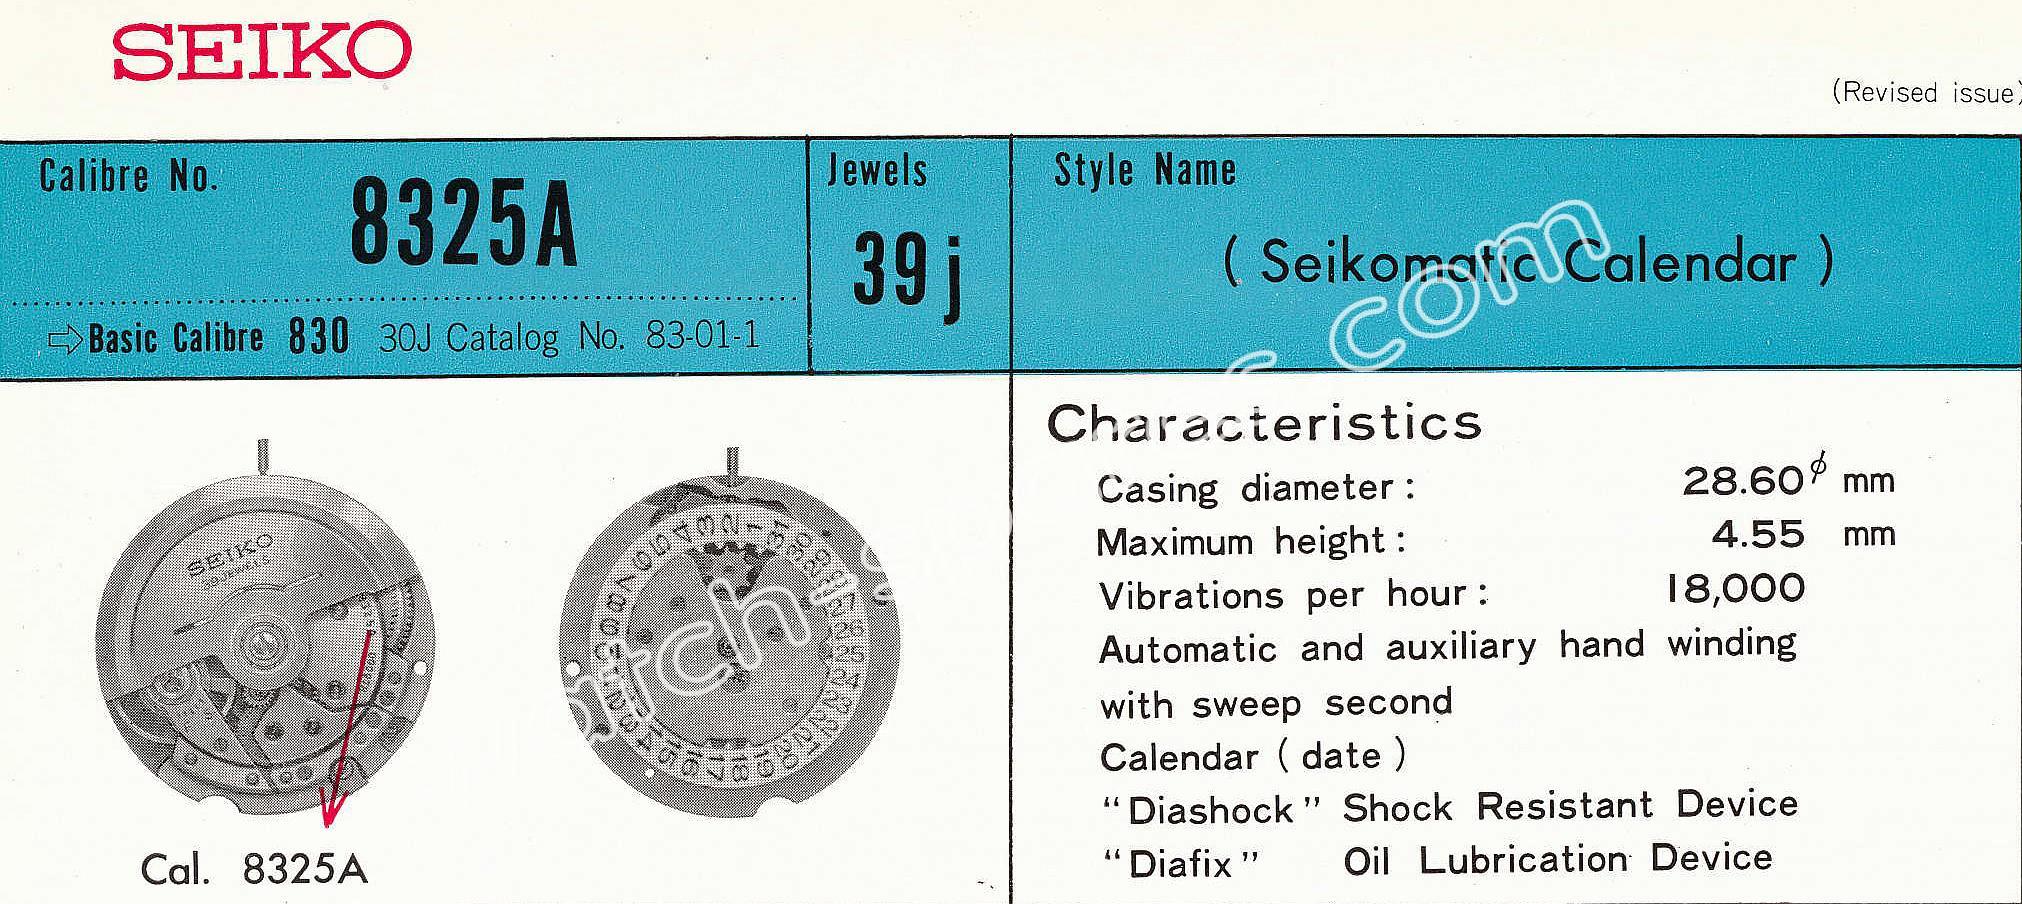 SEIKO
(Revised issue)
Calibre No.
8325A
⇨Basic Calibre 830 30J Catalog No. 83-01-1
Jewels
39j
Style Name
( Seikomatic Calendar )
SEIKO
Cal. 8325A
Characteristics
Casing diameter : 28.60φ mm
Maximum height : 4.55 mm
Vibrations per hour : 18,000
Automatic and auxiliary hand winding
with sweep second
Calendar ( date )
“Diashock” Shock Resistant Device
“Diafix” Oil Lubrication Device
com